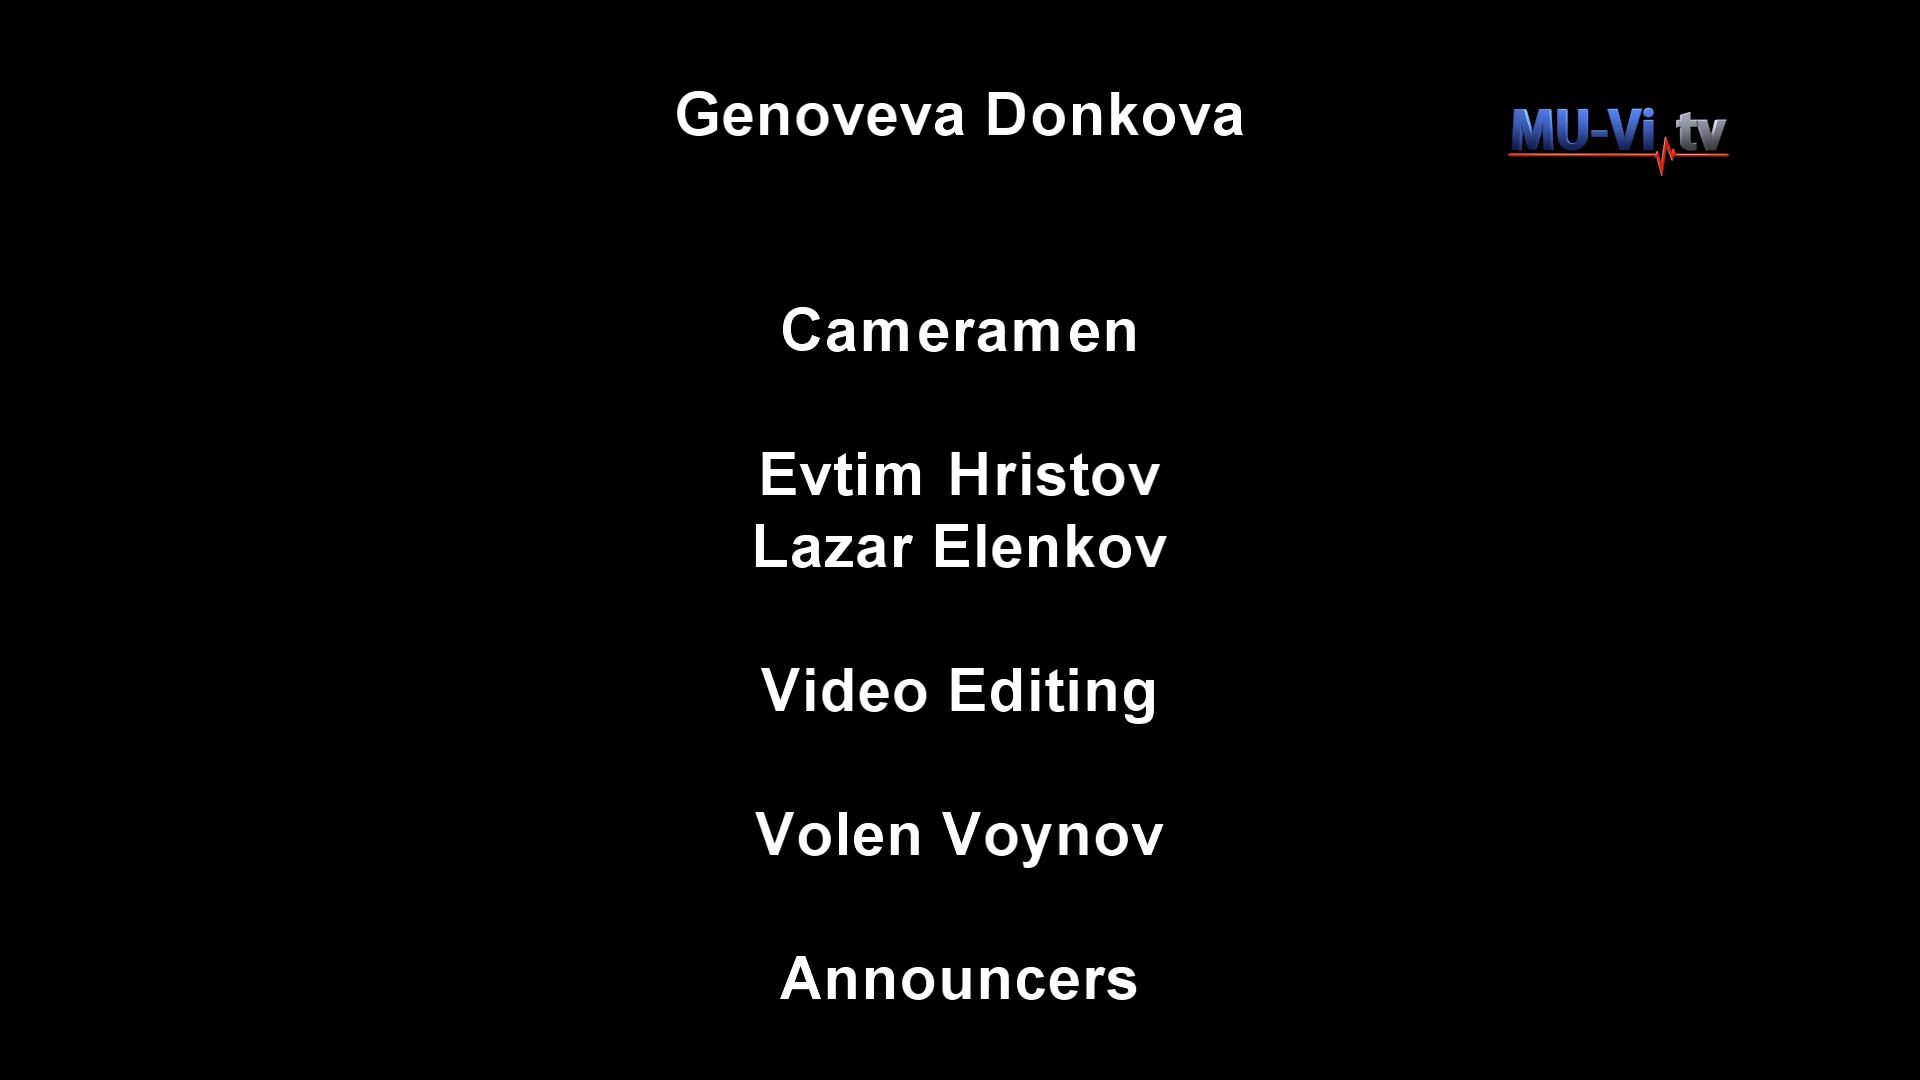 Genoveva Donkova
MU-Vi.tv
Cameramen
Evtim Hristov
Lazar Elenkov
Video Editing
Volen Voynov
Announcers